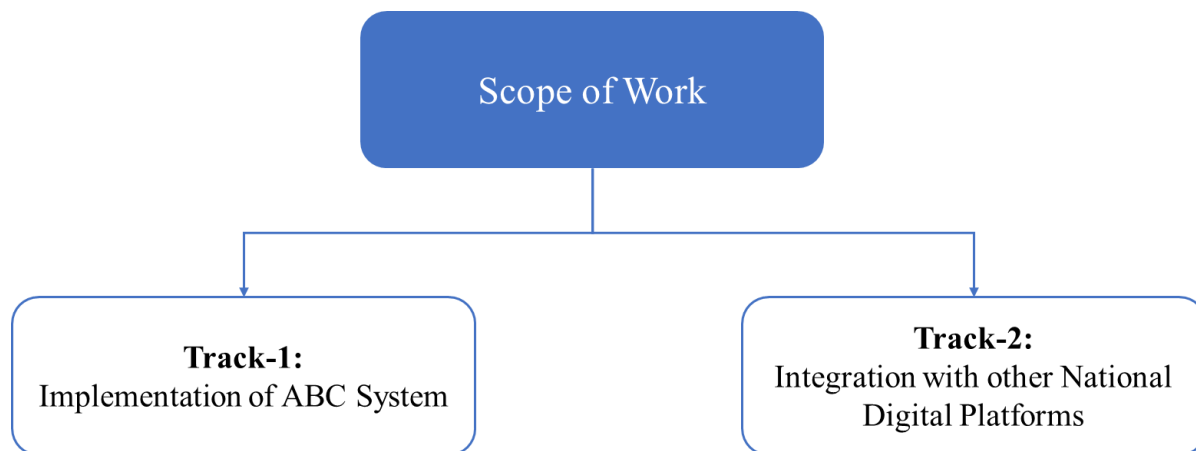 Scope of Work
Track-1:
Implementation of ABC System
Track-2:
Integration with other National
Digital Platforms